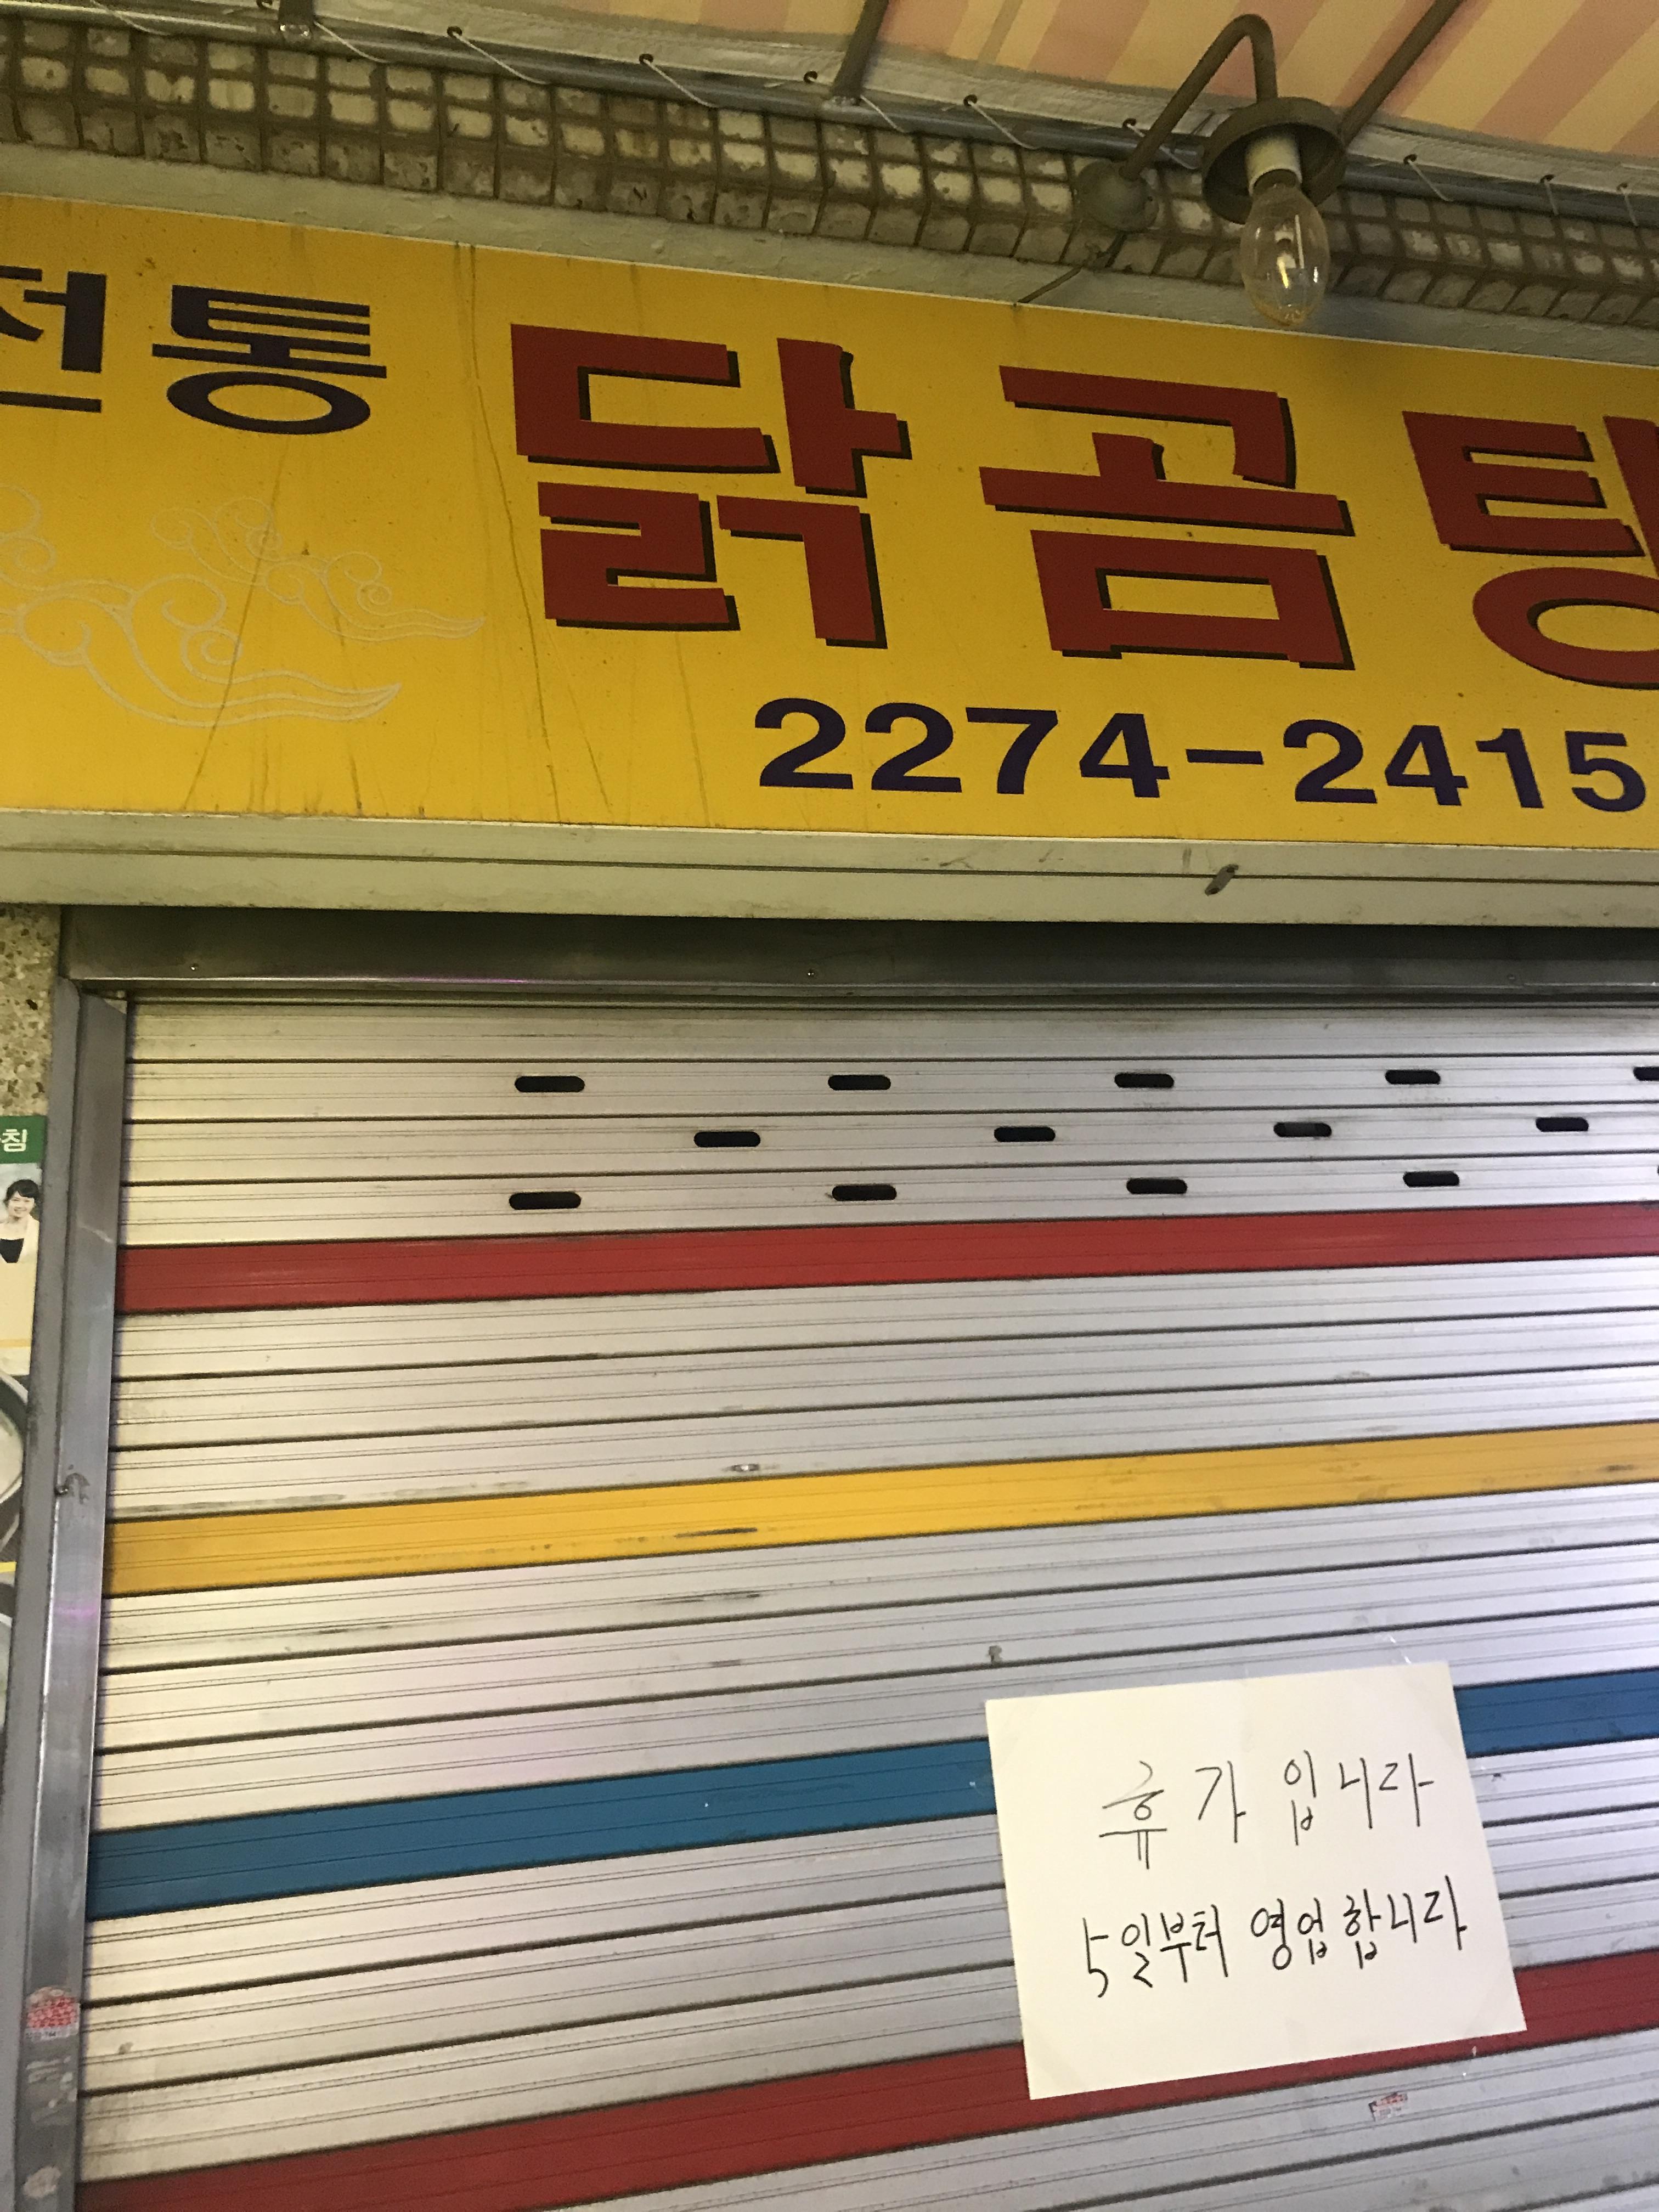 전통 닭곰탕
2274-2415
침
휴가 입니다
5일부터 영업합니다